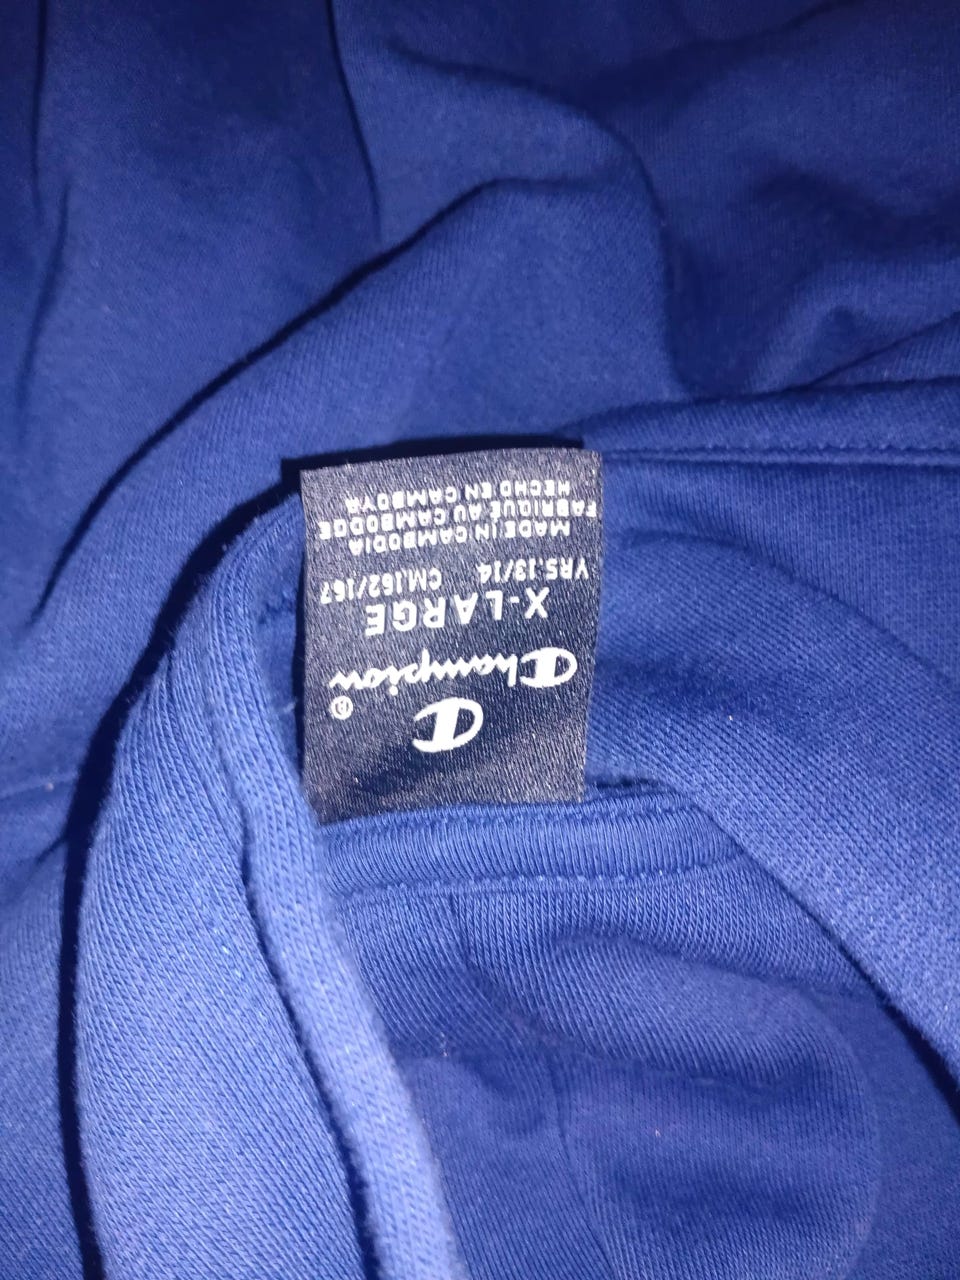 Champion®
X-LARGE
YRS.13/14 CM.162/167
MADE IN CAMBODIA
FABRIQUE AU CAMBODGE
HECHO EN CAMBOYA